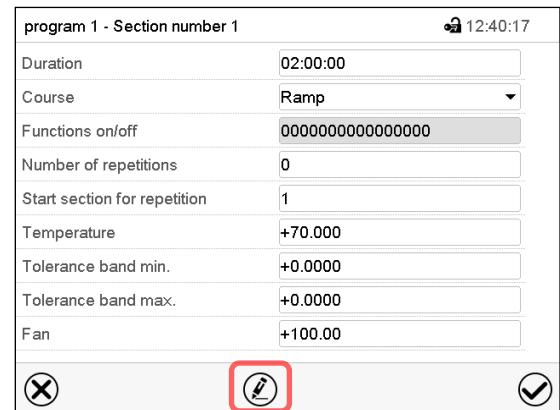 program 1 - Section number 1 12:40:17
Duration 02:00:00
Course Ramp
Functions on/off 0000000000000000
Number of repetitions 0
Start section for repetition 1
Temperature +70.000
Tolerance band min. +0.0000
Tolerance band max. +0.0000
Fan +100.00